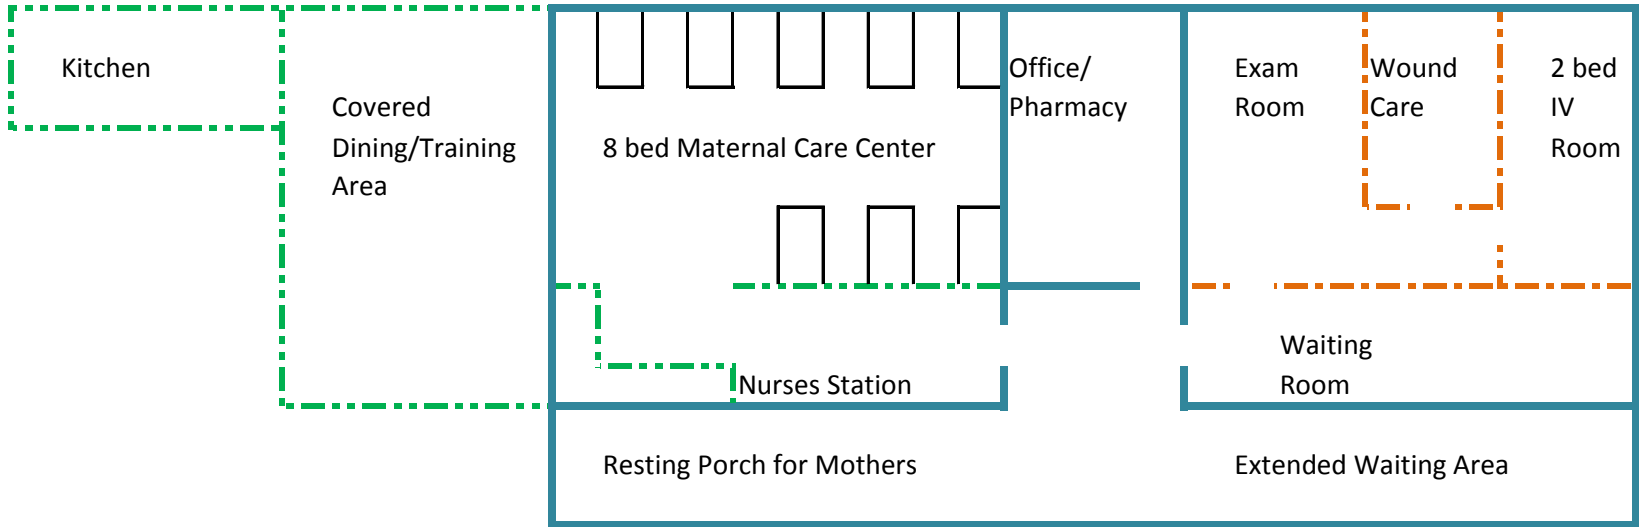 Kitchen
Covered
Dining/Training
Area
8 bed Maternal Care Center
Office/
Pharmacy
Exam
Room
Wound
Care
2 bed
IV
Room
Nurses Station
Waiting
Room
Resting Porch for Mothers
Extended Waiting Area